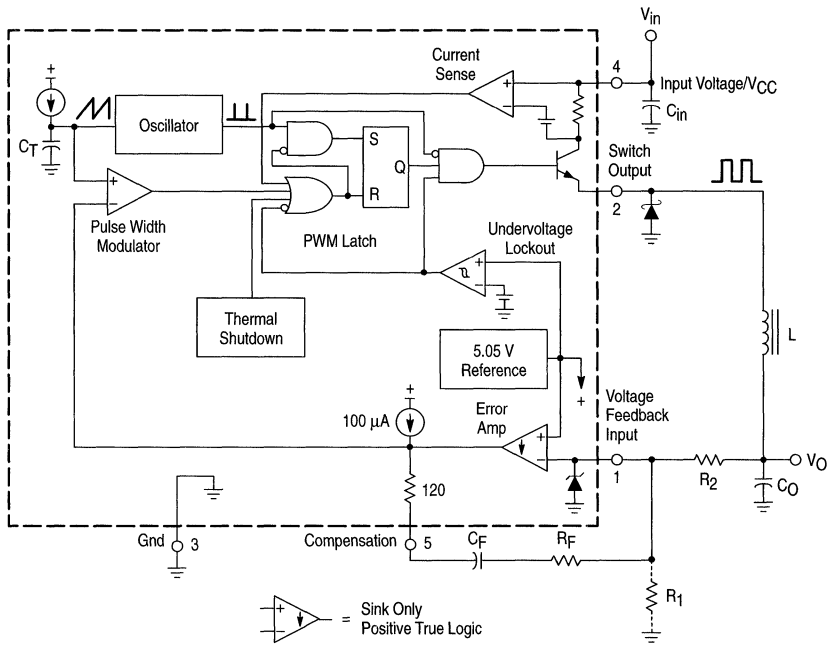 Vin
4
Input Voltage/VCC
Cin
Current
Sense
+
−
+
CT
Oscillator
S
Q
R
Switch
Output
2
+
−
Pulse Width
Modulator
PWM Latch
Undervoltage
Lockout
+
−
Thermal
Shutdown
5.05 V
Reference
+
L
+
100 μA
Error
Amp
+
−
Voltage
Feedback
Input
1
R2
VO
CO
120
Gnd
3
Compensation
5
CF
RF
R1
+
−
=
Sink Only
Positive True Logic